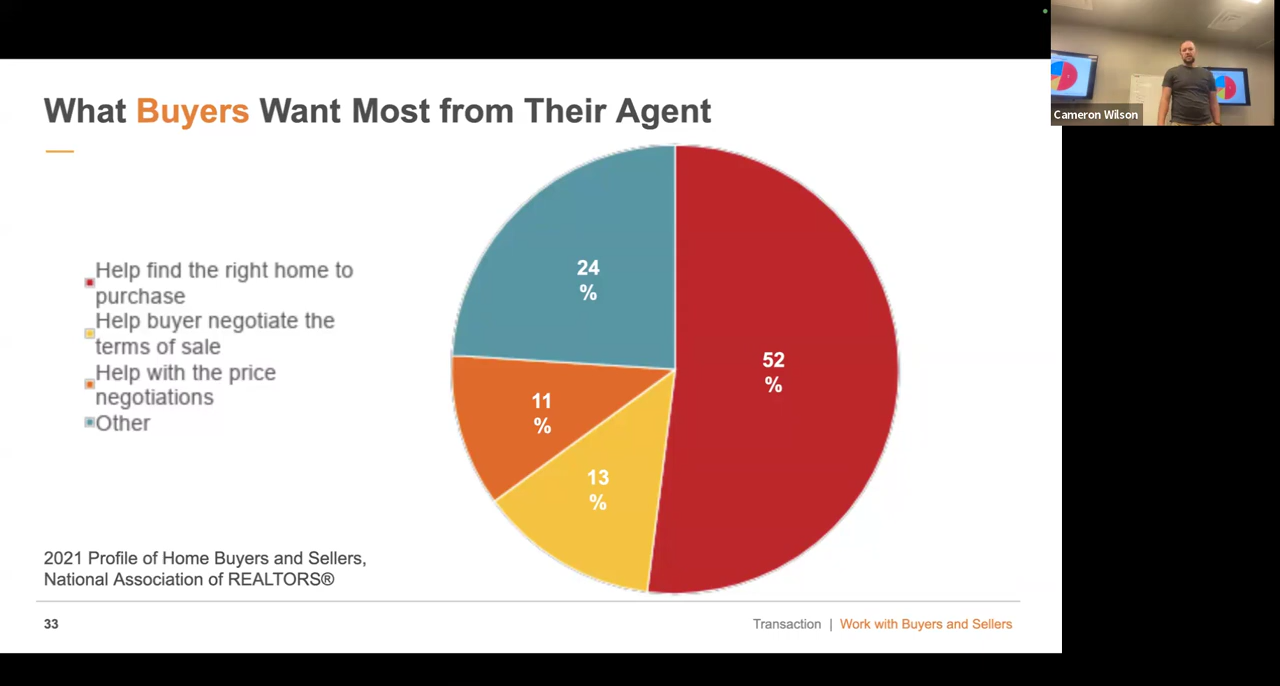 What Buyers Want Most from Their Agent
Cameron Wilson
Help find the right home to
purchase
Help buyer negotiate the
terms of sale
Help with the price
negotiations
Other
24
%
52
%
11
%
13
%
2021 Profile of Home Buyers and Sellers,
National Association of REALTORS®
33
Transaction | Work with Buyers and Sellers